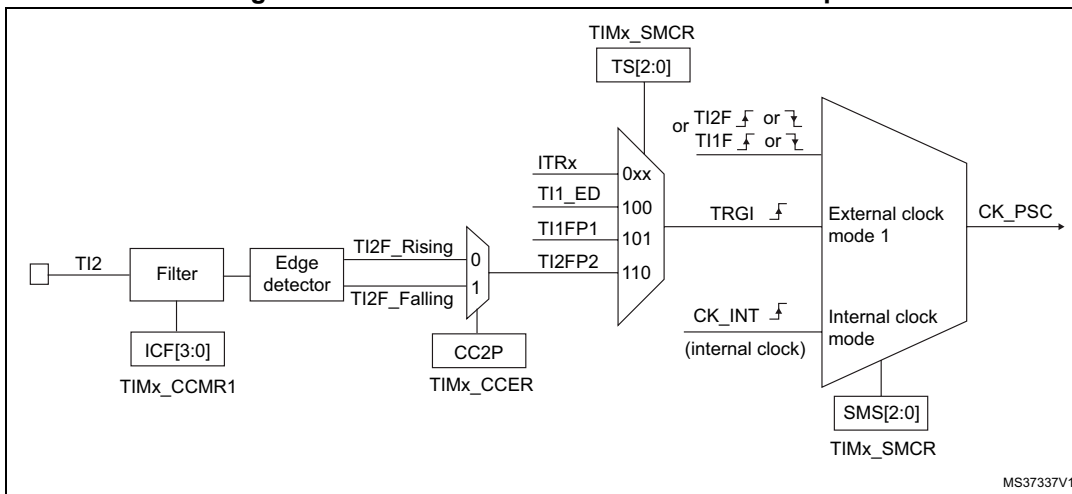 TIMx_SMCR
TS[2:0]
or TI2F or
TI1F or
ITRx
0xx
TI1_ED
100
TRGI
External clock
mode 1
CK_PSC
TI1FP1
101
TI2F_Rising
TI2
Filter
Edge
detector
0
TI2FP2
110
TI2F_Falling
1
CK_INT
(internal clock)
Internal clock
mode
ICF[3:0]
TIMx_CCMR1
CC2P
TIMx_CCER
SMS[2:0]
TIMx_SMCR
MS37337V1